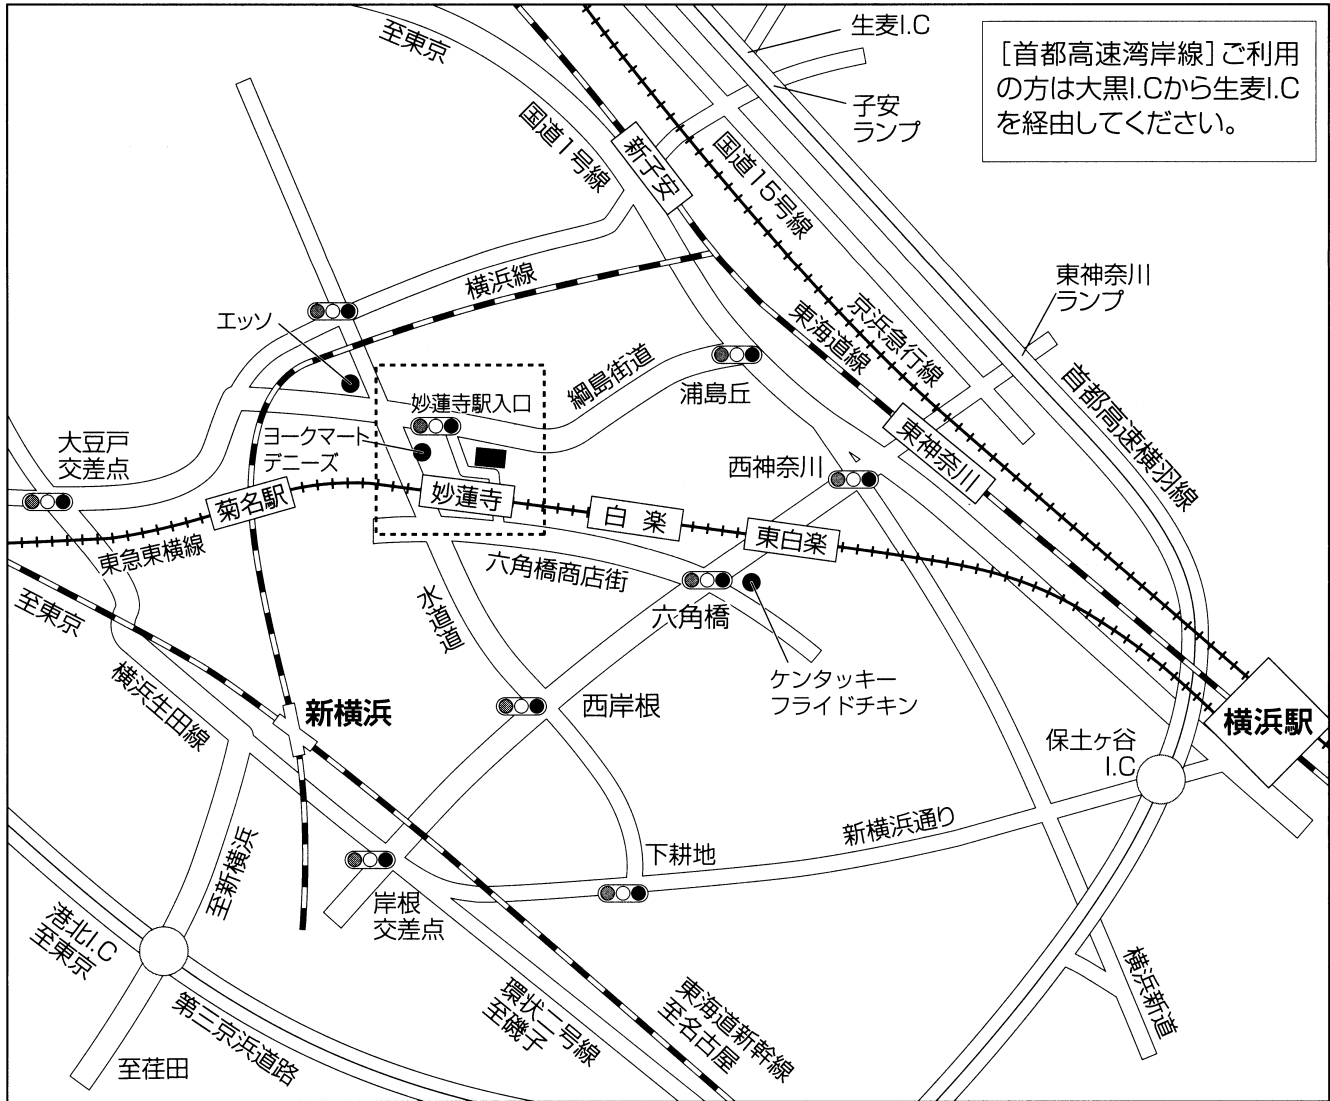 至東京
生麦I.C
[首都高速湾岸線]ご利用
の方は大黒I.Cから生麦I.C
を経由してください。
子安
ランプ
国道1号線
新子安
国道15号線
横浜線
東神奈川
ランプ
エッソ
東海道線
京浜急行線
首都高速横羽線
綱島街道
浦島丘
妙蓮寺駅入口
ヨークマート
デニーズ
大豆戸
交差点
西神奈川
東神奈川
菊名駅
妙蓮寺
白楽
東白楽
東急東横線
六角橋商店街
至東京
水道道
六角橋
ケンタッキー
フライドチキン
横浜生田線
新横浜
西岸根
横浜駅
保土ヶ谷
I.C
新横浜通り
下耕地
至新横浜
岸根
交差点
港北I.C
至東京
横浜新道
環状二号線
至磯子
東海道新幹線
至名古屋
第三京浜道路
至荏田